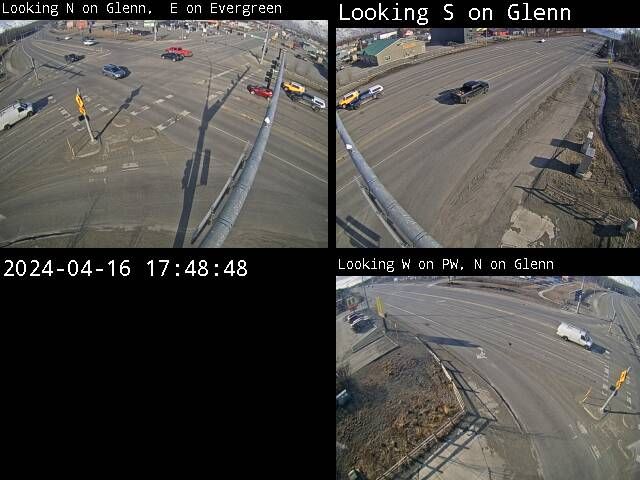 Looking N on Glenn,  E on Evergreen
Looking S on Glenn
2024-04-16 17:48:48
Looking W on PW, N on Glenn